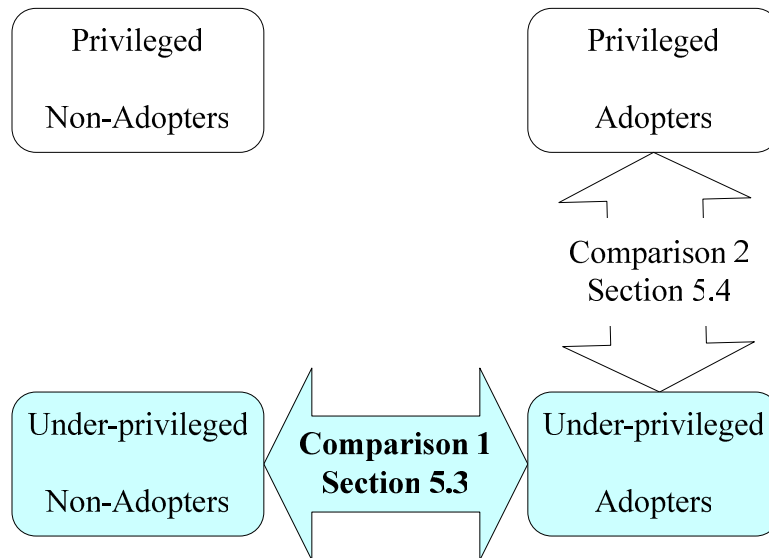 Privileged
Non-Adopters
Privileged
Adopters
Comparison 2
Section 5.4
Under-privileged
Non-Adopters
Comparison 1
Section 5.3
Under-privileged
Adopters